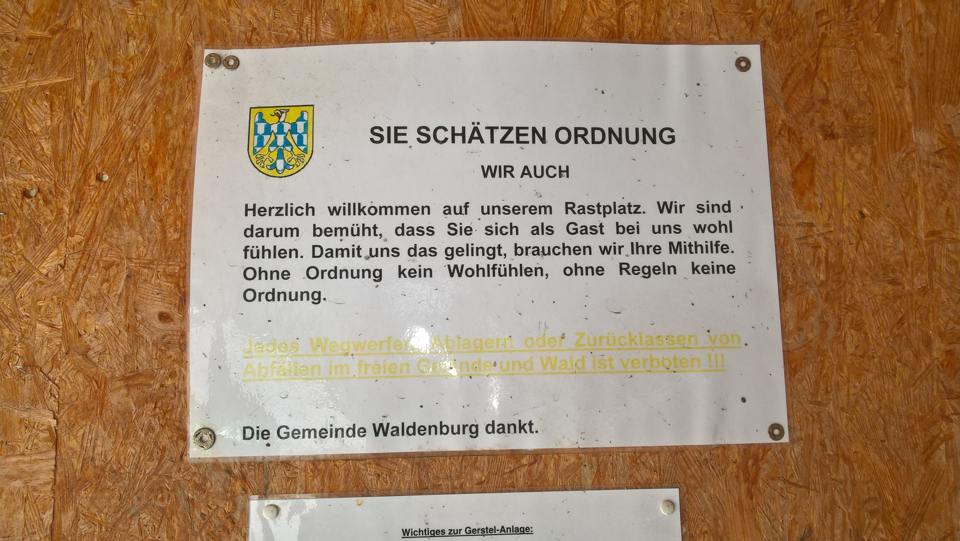 SIE SCHÄTZEN ORDNUNG
WIR AUCH
Herzlich willkommen auf unserem Rastplatz. Wir sind
darum bemüht, dass Sie sich als Gast bei uns wohl
fühlen. Damit uns das gelingt, brauchen wir Ihre Mithilfe.
Ohne Ordnung kein Wohlfühlen, ohne Regeln keine
Ordnung.
Jedes Wegwerfen, Ablagern oder Zurücklassen von
Abfällen im freien Gelände und Wald ist verboten !!!
Die Gemeinde Waldenburg dankt.
Wichtiges zur Gerstel-Anlage: